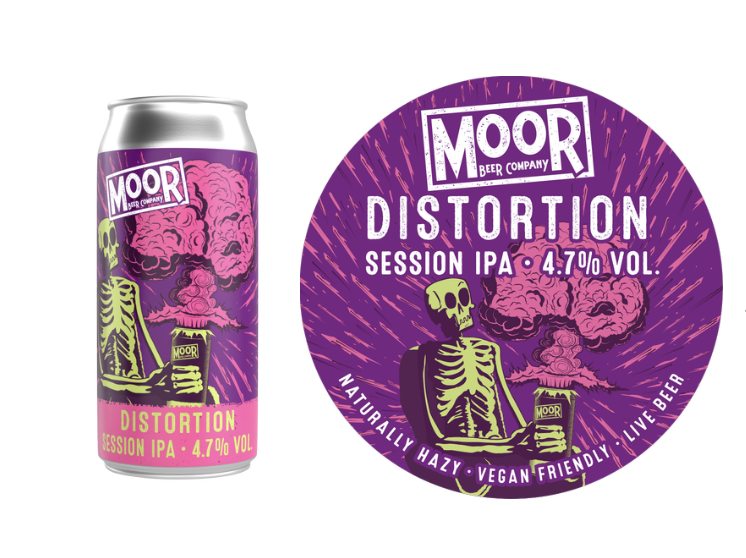 MOOR
BEER COMPANY
MOOR
DISTORTION
SESSION IPA · 4.7% VOL.
MOOR
BEER COMPANY
DISTORTION
SESSION IPA · 4.7% VOL.
MOOR
NATURALLY HAZY · VEGAN FRIENDLY · LIVE BEER